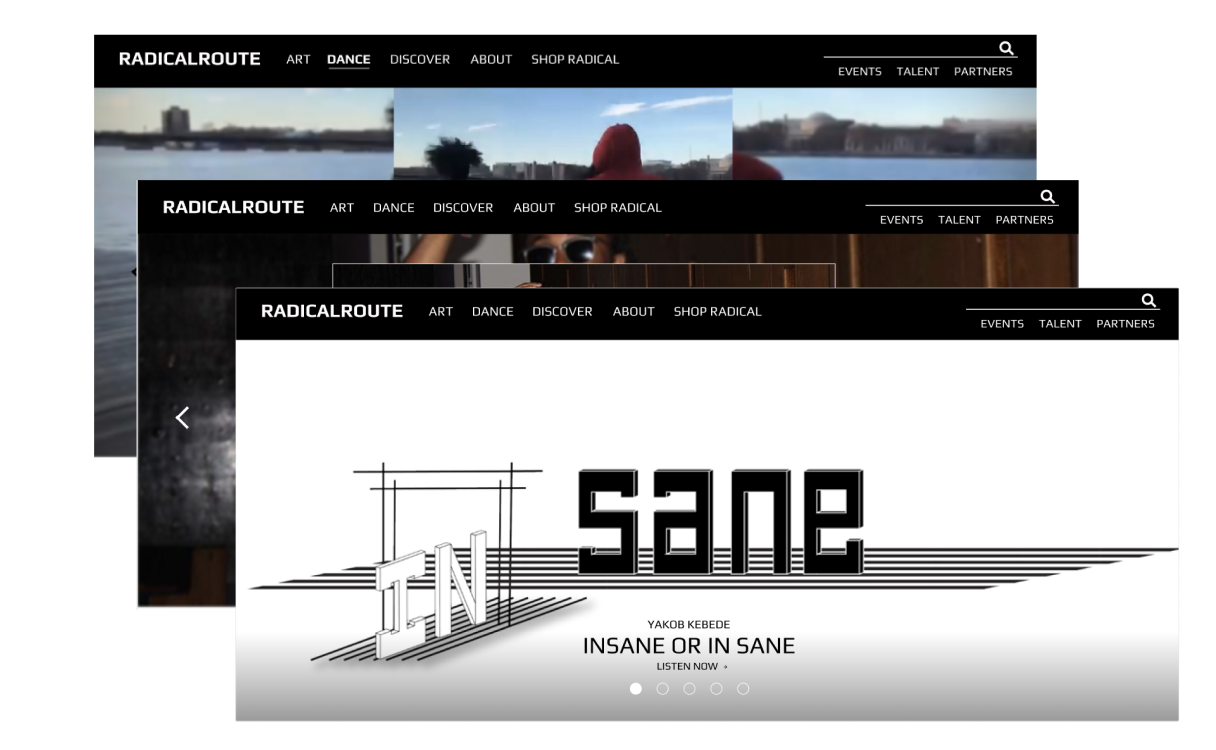 RADICALROUTE ART DANCE DISCOVER ABOUT SHOP RADICAL
EVENTS TALENT PARTNERS
RADICALROUTE ART DANCE DISCOVER ABOUT SHOP RADICAL
EVENTS TALENT PARTNERS
RADICALROUTE ART DANCE DISCOVER ABOUT SHOP RADICAL
EVENTS TALENT PARTNERS
sane
IN
YAKOB KEBEDE
INSANE OR IN SANE
LISTEN NOW